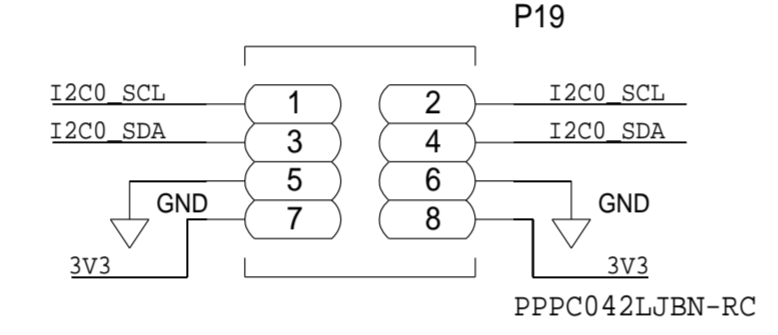 P19
I2C0_SCL 1 2 I2C0_SCL
I2C0_SDA 3 4 I2C0_SDA
5 6
GND 7 8 GND
3V3 3V3
PPPC042LJBN-RC